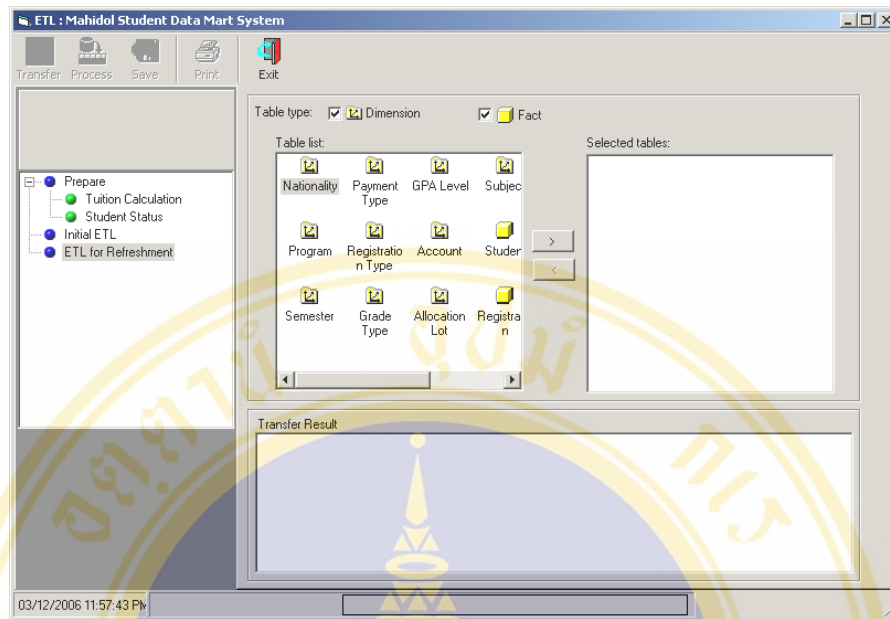 ETL : Mahidol Student Data Mart System
Transfer Process Save Print Exit
Table type: Dimension Fact
Table list: Selected tables:
Prepare
Tuition Calculation
Student Status
Initial ETL
ETL for Refreshment
Nationality Payment Type GPA Level Subjec
Program Registratio n Type Account Studer
> 
<
Semester Grade Type Allocation Lot Registra n
Transfer Result
03/12/2006 11:57:43 PM